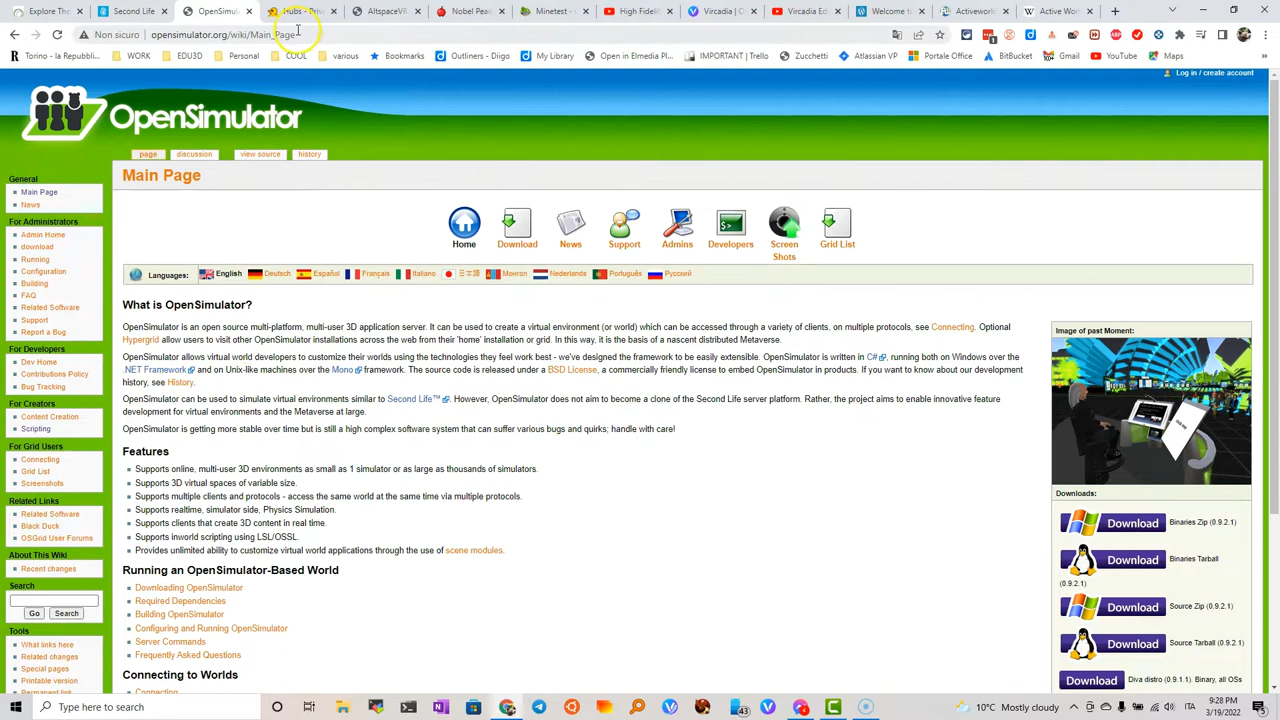 Second Life
OpenSimul
Hubs - Priv
AltspaceVR
Nobel Peac
Minetest -
High Fidelit
Vircadia | C
Vircadia Ed
Welcome t
Activework
Active Wor
Non sicuro
opensimulator.org/wiki/Main_Page
Torino - la Repubbli...
WORK
EDU3D
Personal
COOL
various
Bookmarks
Outliners - Diigo
My Library
Open in Elmedia Pl...
IMPORTANT | Trello
Zucchetti
Atlassian VP
Portale Office
BitBucket
Gmail
YouTube
Maps
Log in / create account
OpenSimulator
page
discussion
view source
history
Main Page
General
Main Page
News
For Administrators
Admin Home
download
Running
Configuration
Building
FAQ
Related Software
Support
Report a Bug
For Developers
Dev Home
Contributions Policy
Bug Tracking
For Creators
Content Creation
Scripting
For Grid Users
Connecting
Grid List
Screenshots
Related Links
Related Software
Black Duck
OSGrid User Forums
About This Wiki
Recent changes
Search
Go
Search
Tools
What links here
Related changes
Special pages
Printable version
Permanent link
Home
Download
News
Support
Admins
Developers
Screen
Shots
Grid List
Languages:
English
Deutsch
Español
Français
Italiano
日本語
Монгол
Nederlands
Português
Русский
What is OpenSimulator?
OpenSimulator is an open source multi-platform, multi-user 3D application server. It can be used to create a virtual environment (or world) which can be accessed through a variety of clients, on multiple protocols, see Connecting. Optional
Hypergrid allow users to visit other OpenSimulator installations across the web from their 'home' installation or grid. In this way, it is the basis of a nascent distributed Metaverse.
OpenSimulator allows virtual world developers to customize their worlds using the technologies they feel work best - we've designed the framework to be easily extensible. OpenSimulator is written in C#, running both on Windows over the
.NET Framework and on Unix-like machines over the Mono framework. The source code is released under a BSD License, a commercially friendly license to embed OpenSimulator in products. If you want to know about our development
history, see History.
OpenSimulator can be used to simulate virtual environments similar to Second Life™. However, OpenSimulator does not aim to become a clone of the Second Life server platform. Rather, the project aims to enable innovative feature
development for virtual environments and the Metaverse at large.
OpenSimulator is getting more stable over time but is still a high complex software system that can suffer various bugs and quirks; handle with care!
Features
Supports online, multi-user 3D environments as small as 1 simulator or as large as thousands of simulators.
Supports 3D virtual spaces of variable size.
Supports multiple clients and protocols - access the same world at the same time via multiple protocols.
Supports realtime, simulator side, Physics Simulation.
Supports clients that create 3D content in real time.
Supports inworld scripting using LSL/OSSL.
Provides unlimited ability to customize virtual world applications through the use of scene modules.
Running an OpenSimulator-Based World
Downloading OpenSimulator
Required Dependencies
Building OpenSimulator
Configuring and Running OpenSimulator
Server Commands
Frequently Asked Questions
Connecting to Worlds
Connecting
Image of past Moment:
Downloads:
Download
Binaries Zip (0.9.2.1)
Download
Binaries Tarball
(0.9.2.1)
Download
Source Zip (0.9.2.1)
Download
Source Tarball (0.9.2.1)
Download
Diva distro (0.9.1.1). Binary, all OSs
Type here to search
43
4
10°C Mostly cloudy
ITA
9:28 PM
3/19/2022
5